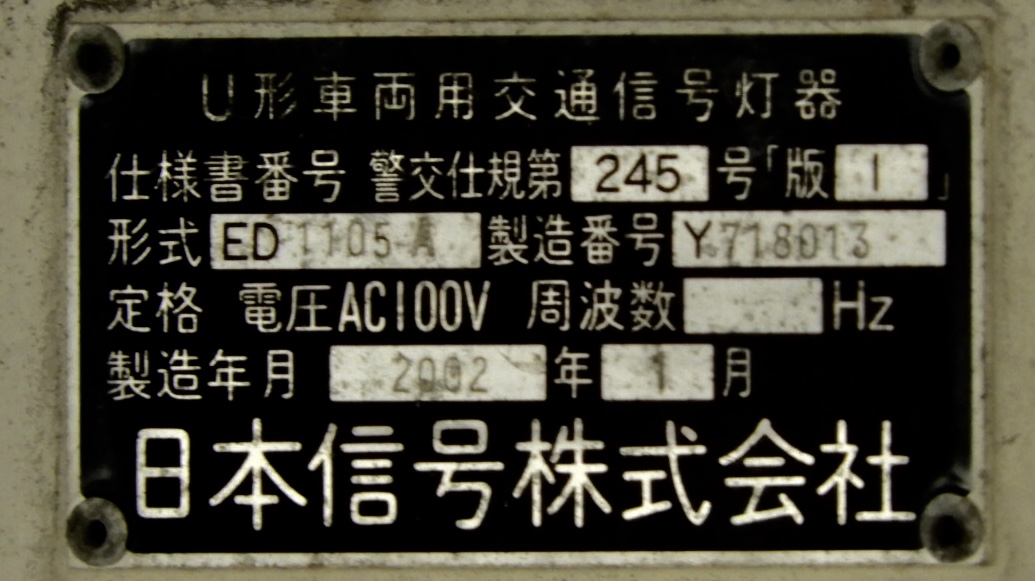 U形車両用交通信号灯器
仕様書番号 警交仕規第 245 号「版 1 」
形式 ED 1105 A 製造番号 Y 718013
定格 電圧AC100V 周波数 Hz
製造年月 2002 年 1 月
日本信号株式会社